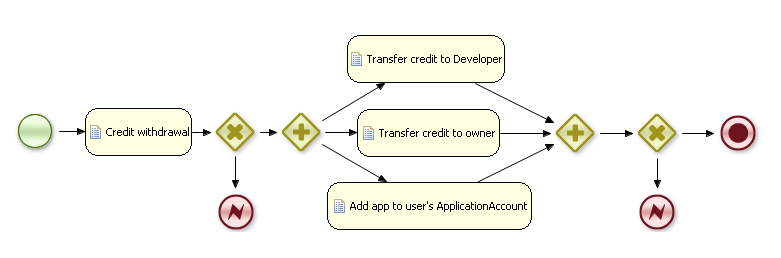 Transfer credit to Developer
Credit withdrawal
Transfer credit to owner
Add app to user's ApplicationAccount